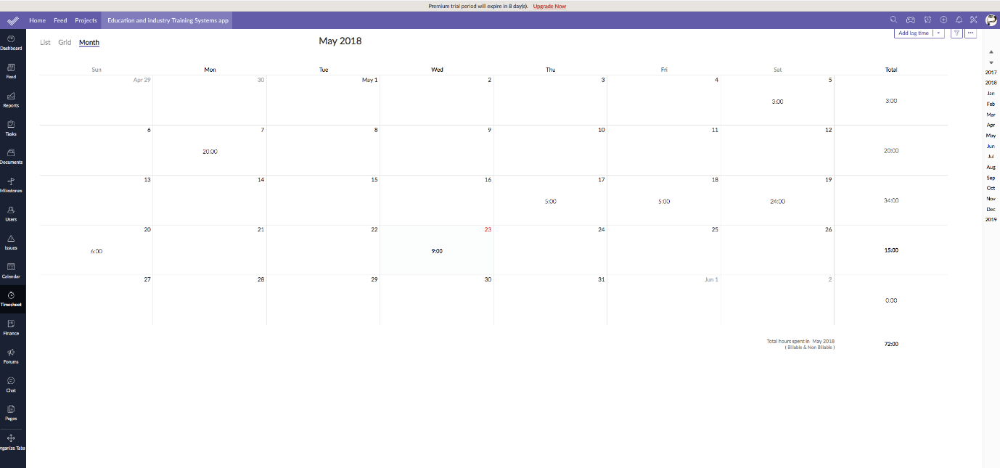 Premium trial period will expire in 8 day(s). Upgrade Now
Home Feed Projects Education and industry Training Systems app
Add log time
List Grid Month
May 2018
Dashboard
Feed
Reports
Tasks
Documents
Milestones
Users
Issues
Calendar
Timesheet
Finance
Forums
Chat
Pages
rganize Tabs
Sun Mon Tue Wed Thu Fri Sat Total
Apr 29 30 May 1 2 3 4 5
3:00 3:00
6 7 8 9 10 11 12
20:00 20:00
13 14 15 16 17 18 19
5:00 5:00 24:00 34:00
20 21 22 23 24 25 26
6:00 9:00 15:00
27 28 29 30 31 Jun 1 2
0:00
Total hours spent in May 2018 72:00
( Billable & Non Billable )
2017
2018
Jan
Feb
Mar
Apr
May
Jun
Jul
Aug
Sep
Oct
Nov
Dec
2019